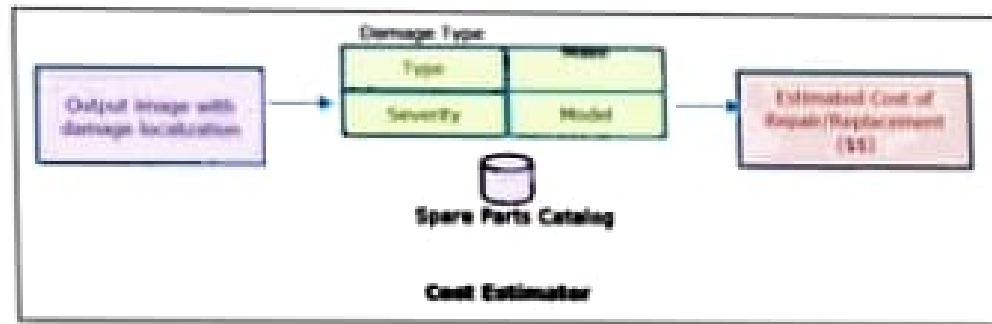 Damage Type
Output image with
damage localization
Type
Severity
Model
Estimated Cost of
Repair/Replacement
($$)
Spare Parts Catalog
Cost Estimator